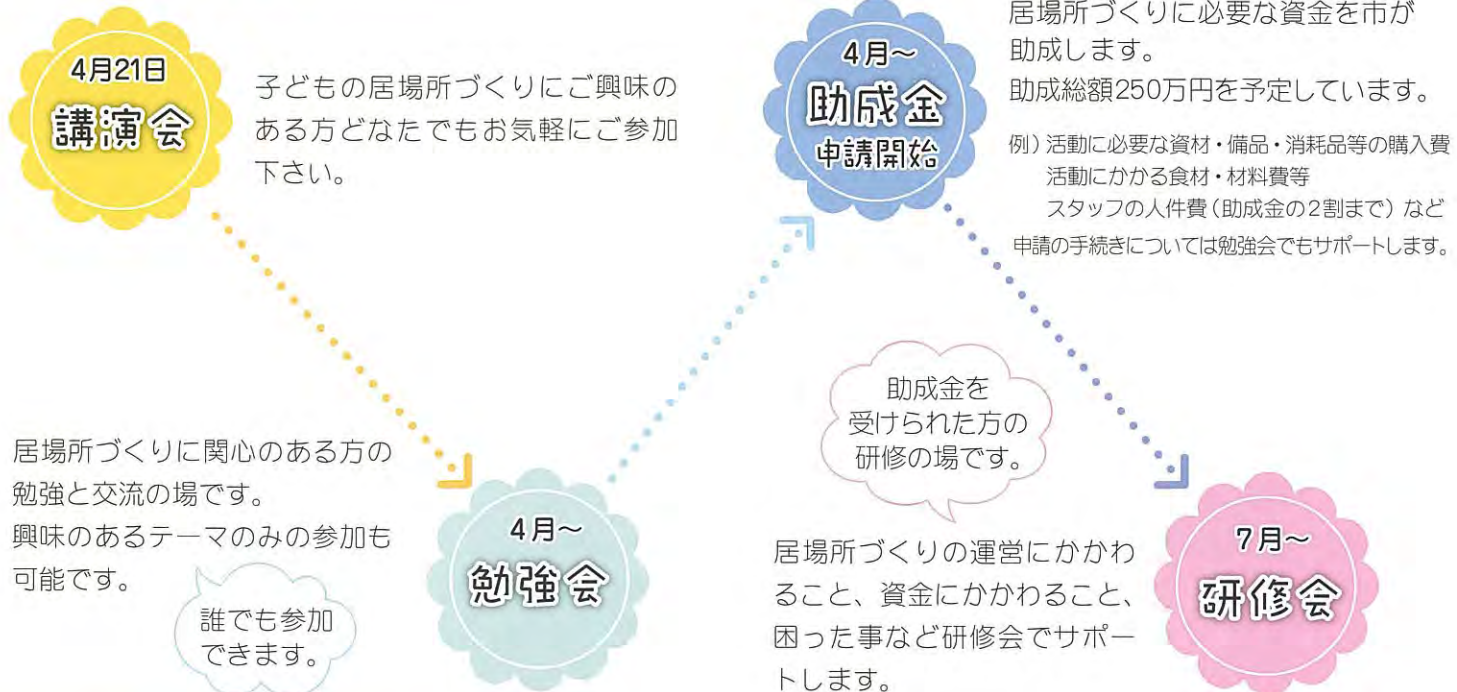 4月21日
講演会
子どもの居場所づくりにご興味の
ある方どなたでもお気軽にご参加
下さい。
居場所づくりに関心のある方の
勉強と交流の場です。
興味のあるテーマのみの参加も
可能です。
誰でも参加
できます。
4月～
勉強会
4月～
助成金
申請開始
居場所づくりに必要な資金を市が
助成します。
助成総額250万円を予定しています。
例）活動に必要な資材・備品・消耗品等の購入費
活動にかかる食材・材料費等
スタッフの人件費（助成金の2割まで）など
申請の手続きについては勉強会でもサポートします。
助成金を
受けられた方の
研修の場です。
居場所づくりの運営にかかわ
ること、資金にかかわること、
困った事など研修会でサポー
トします。
7月～
研修会